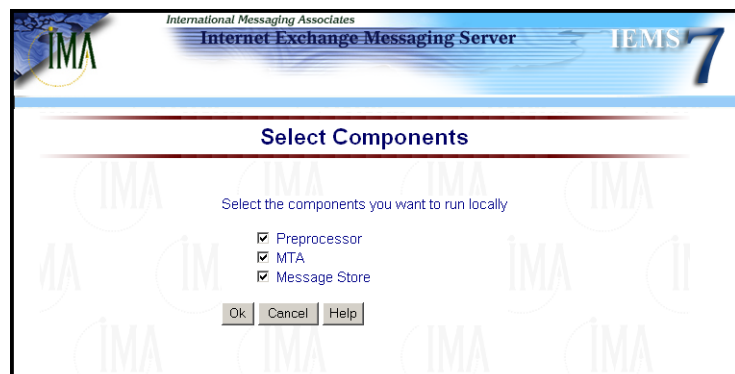 International Messaging Associates
IMA
Internet Exchange Messaging Server
IEMS 7
Select Components
Select the components you want to run locally
Preprocessor
MTA
Message Store
Ok Cancel Help